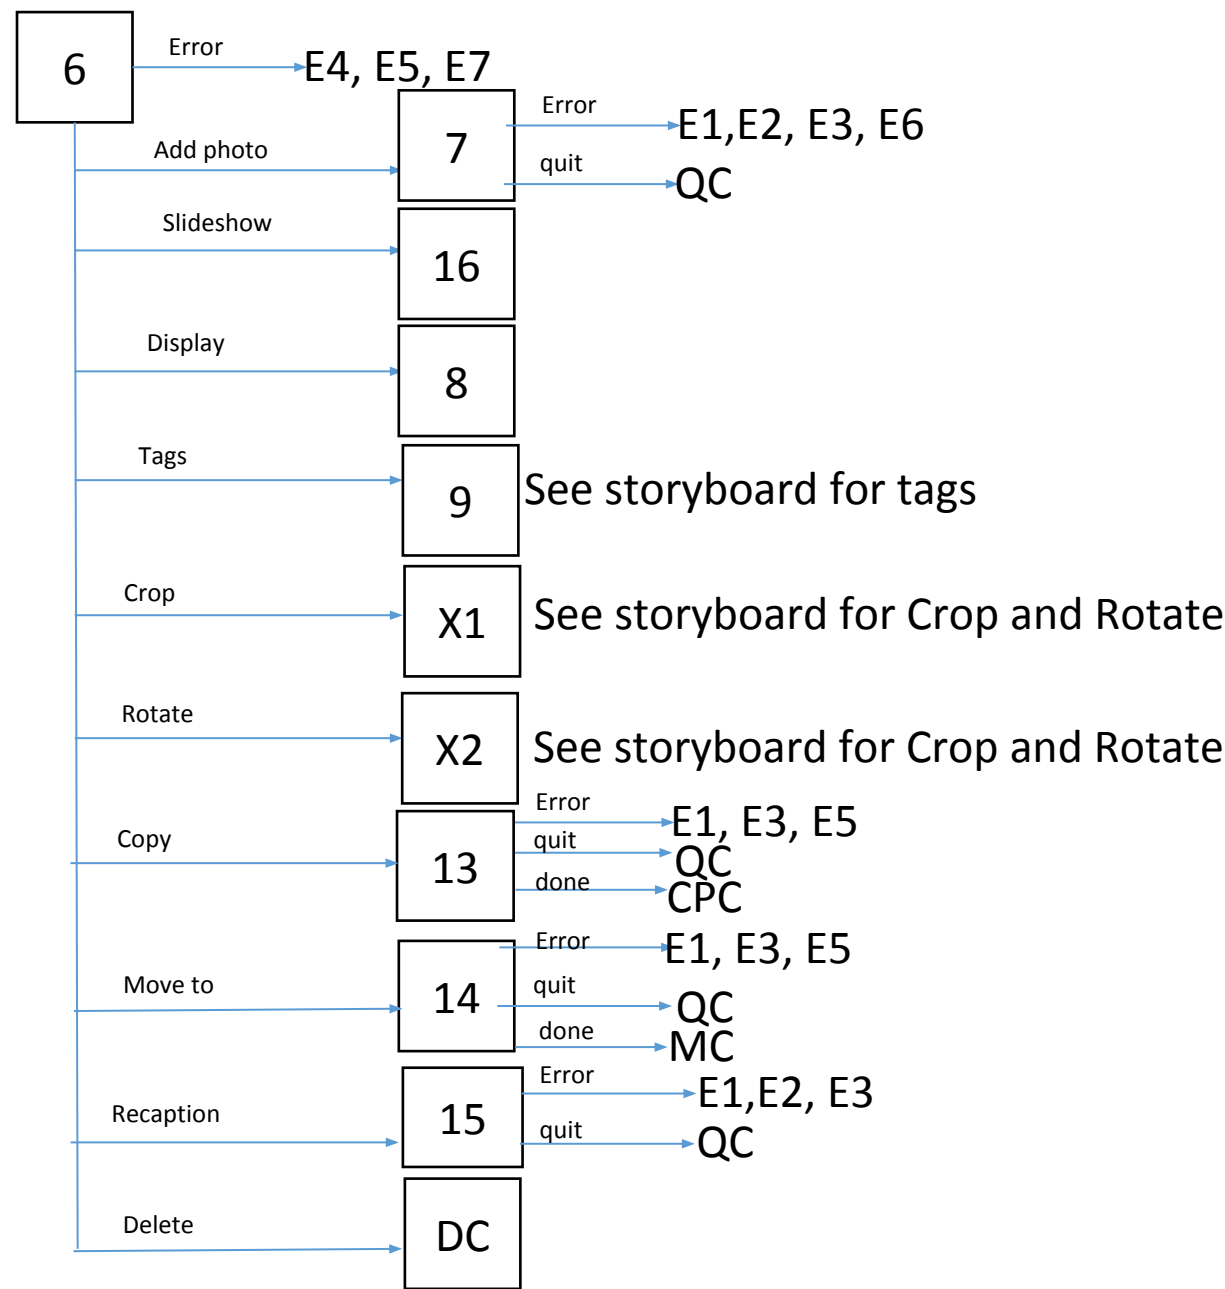 6
Error
E4, E5, E7
Add photo
7
Error
E1,E2, E3, E6
quit
QC
Slideshow
16
Display
8
Tags
9
See storyboard for tags
Crop
X1
See storyboard for Crop and Rotate
Rotate
X2
See storyboard for Crop and Rotate
Copy
13
Error
E1, E3, E5
quit
QC
done
CPC
Move to
14
Error
E1, E3, E5
quit
QC
done
MC
Recaption
15
Error
E1,E2, E3
quit
QC
Delete
DC